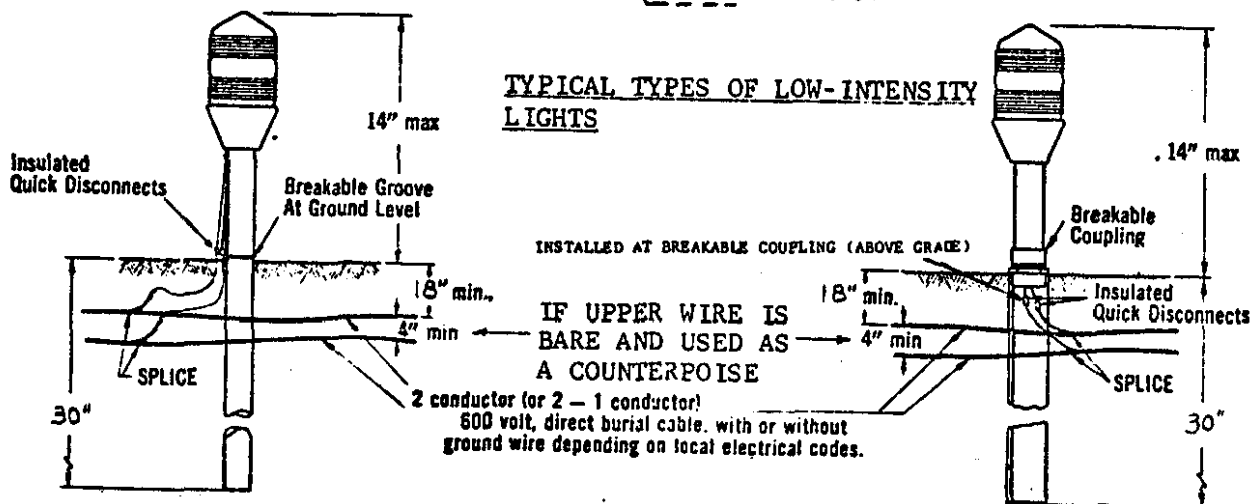 TYPICAL TYPES OF LOW-INTENSITY
LIGHTS
14" max
Insulated
Quick Disconnects
Breakable Groove
At Ground Level
18" min..
4" min
SPLICE
30"
INSTALLED AT BREAKABLE COUPLING (ABOVE GRADE)
IF UPPER WIRE IS
BARE AND USED AS
A COUNTERPOISE
2 conductor (or 2 – 1 conductor)
600 volt, direct burial cable, with or without
ground wire depending on local electrical codes.
.14" max
Breakable
Coupling
18" min.
Insulated
Quick Disconnects
4" min
SPLICE
30"